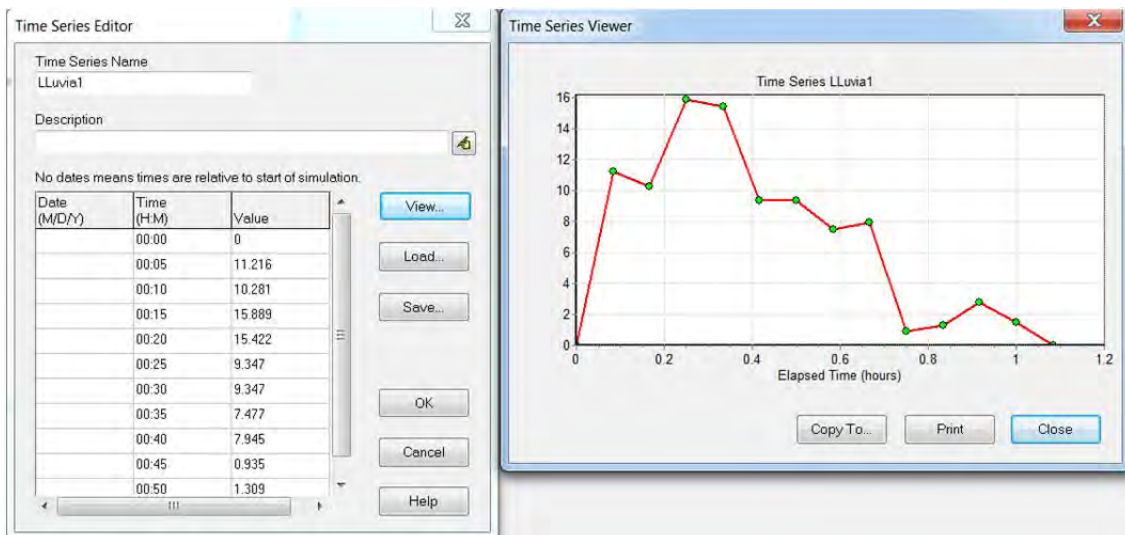 Time Series Editor
Time Series Name
LLuvia1
Description
No dates means times are relative to start of simulation.
Date (M/D/Y) Time (H:M) Value
00:00 0
00:05 11.216
00:10 10.281
00:15 15.889
00:20 15.422
00:25 9.347
00:30 9.347
00:35 7.477
00:40 7.945
00:45 0.935
00:50 1.309
View...
Load...
Save...
OK
Cancel
Help
Time Series Viewer
Time Series LLuvia1
16
14
12
10
8
6
4
2
0
0 0.2 0.4 0.6 0.8 1 1.2
Elapsed Time (hours)
Copy To... Print Close